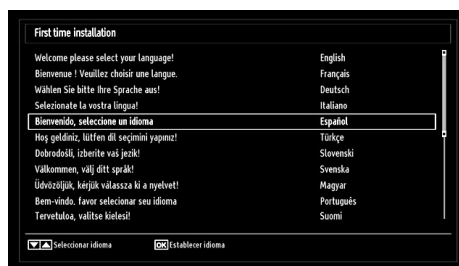 First time installation
Welcome please select your language! English
Bienvenue ! Veuillez choisir une langue. Français
Wählen Sie bitte Ihre Sprache aus! Deutsch
Selezionate la vostra lingua! Italiano
Bienvenido, seleccione un idioma Español
Hoş geldiniz, lütfen dil seçimini yapınız! Türkçe
Dobrodošli, izberite vaš jezik! Slovenski
Välkommen, välj ditt språk! Svenska
Üdvözöljük, kérjük válassza ki a nyelvet! Magyar
Bem-vindo. favor selecionar seu idioma Português
Tervetuloa, valitse kielesi! Suomi
Seleccionar idioma OK Establecer idioma